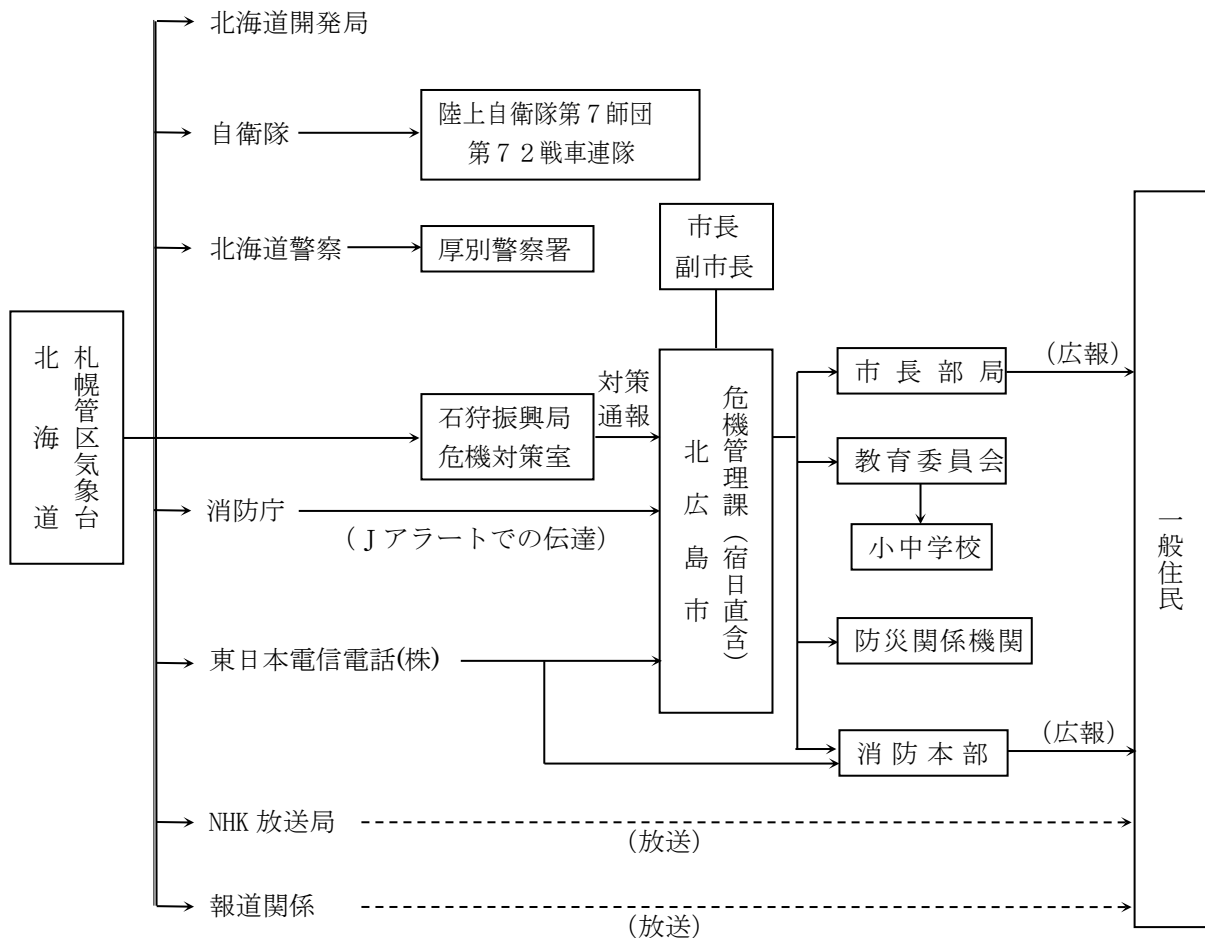 北海道開発局
自衛隊
陸上自衛隊第７師団
第７２戦車連隊
北海道警察
厚別警察署
市長
副市長
札幌管区気象台
北海道
石狩振興局
危機対策室
対策
通報
危機管理課（宿日直含）
北広島市
市長部局
（広報）
教育委員会
小中学校
消防庁
（Ｊアラートでの伝達）
防災関係機関
東日本電信電話(株)
消防本部
（広報）
一般住民
NHK 放送局
（放送）
報道関係
（放送）